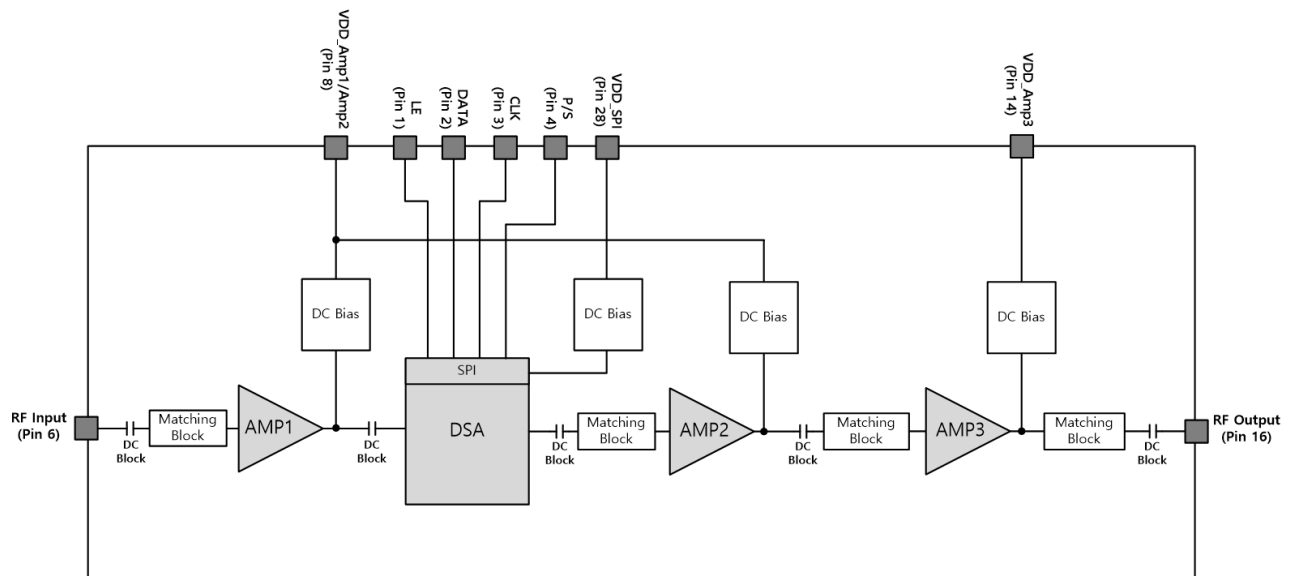 VDD_Amp1/Amp2
(Pin 8)
LE
(Pin 1)
DATA
(Pin 2)
CLK
(Pin 3)
P/S
(Pin 4)
VDD_SPI
(Pin 28)
VDD_Amp3
(Pin 14)
DC Bias
DC Bias
DC Bias
DC Bias
SPI
RF Input
(Pin 6)
DC
Block
Matching
Block
AMP1
DC
Block
DSA
DC
Block
Matching
Block
AMP2
DC
Block
Matching
Block
AMP3
Matching
Block
DC
Block
RF Output
(Pin 16)